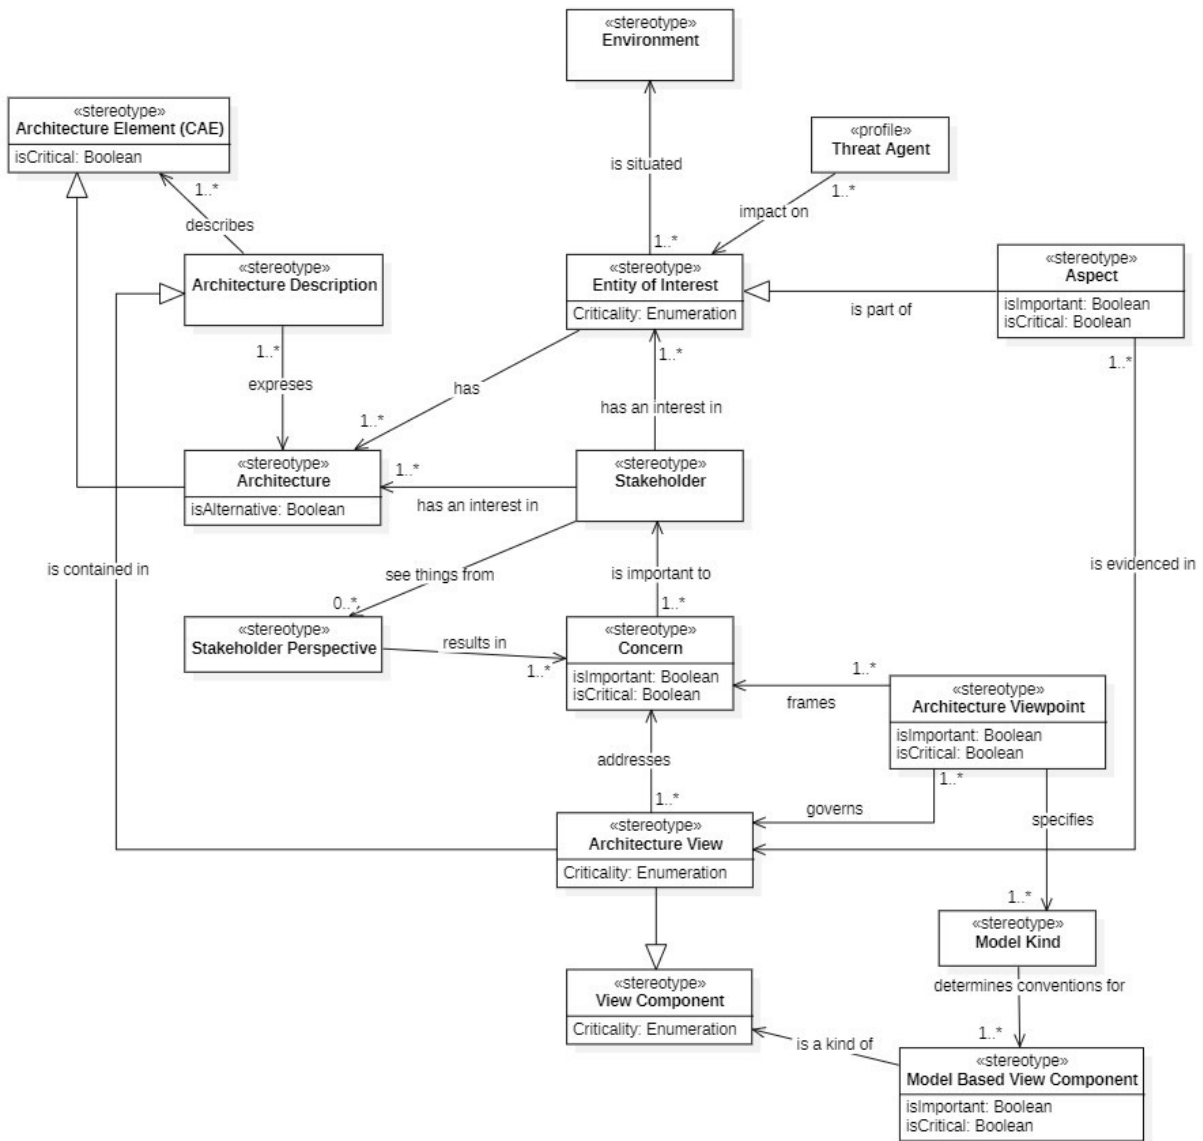 «stereotype»
Environment
«stereotype»
Architecture Element (CAE)
isCritical: Boolean
«profile»
Threat Agent
is situated
1..*
1..*
impact on
describes
1..*
«stereotype»
Architecture Description
«stereotype»
Entity of Interest
Criticality: Enumeration
«stereotype»
Aspect
isImportant: Boolean
isCritical: Boolean
is part of
1..*
1..*
1..*
expreses
has
has an interest in
1..*
«stereotype»
Architecture
isAlternative: Boolean
1..*
has an interest in
«stereotype»
Stakeholder
is contained in
see things from
is important to
is evidenced in
0..*,
1..*
«stereotype»
Stakeholder Perspective
results in
1..*
«stereotype»
Concern
isImportant: Boolean
isCritical: Boolean
1..*
frames
«stereotype»
Architecture Viewpoint
isImportant: Boolean
isCritical: Boolean
addresses
1..*
1..*
governs
specifies
«stereotype»
Architecture View
Criticality: Enumeration
1..*
«stereotype»
Model Kind
determines conventions for
«stereotype»
View Component
Criticality: Enumeration
1..*
is a kind of
«stereotype»
Model Based View Component
isImportant: Boolean
isCritical: Boolean